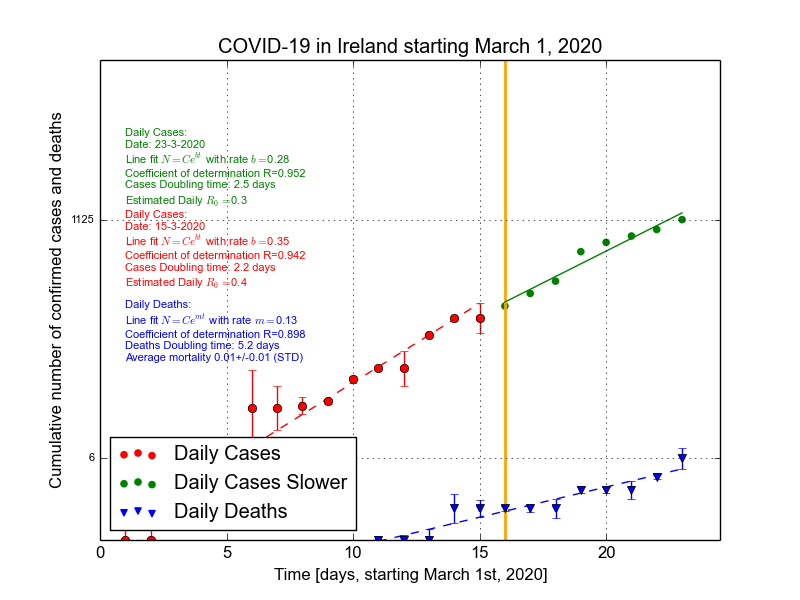 COVID-19 in Ireland starting March 1, 2020
Cumulative number of confirmed cases and deaths
1125
6
Daily Cases:
Date: 23-3-2020
Line fit N = Ce^{bt} with rate b = 0.28
Coefficient of determination R=0.952
Cases Doubling time: 2.5 days
Estimated Daily R_0 = 0.3
Daily Cases:
Date: 15-3-2020
Line fit N = Ce^{bt} with rate b = 0.35
Coefficient of determination R=0.942
Cases Doubling time: 2.2 days
Estimated Daily R_0 = 0.4
Daily Deaths:
Line fit N = Ce^{mt} with rate m = 0.13
Coefficient of determination R=0.898
Deaths Doubling time: 5.2 days
Average mortality 0.01+/-0.01 (STD)
Daily Cases
Daily Cases Slower
Daily Deaths
0 5 10 15 20
Time [days, starting March 1st, 2020]